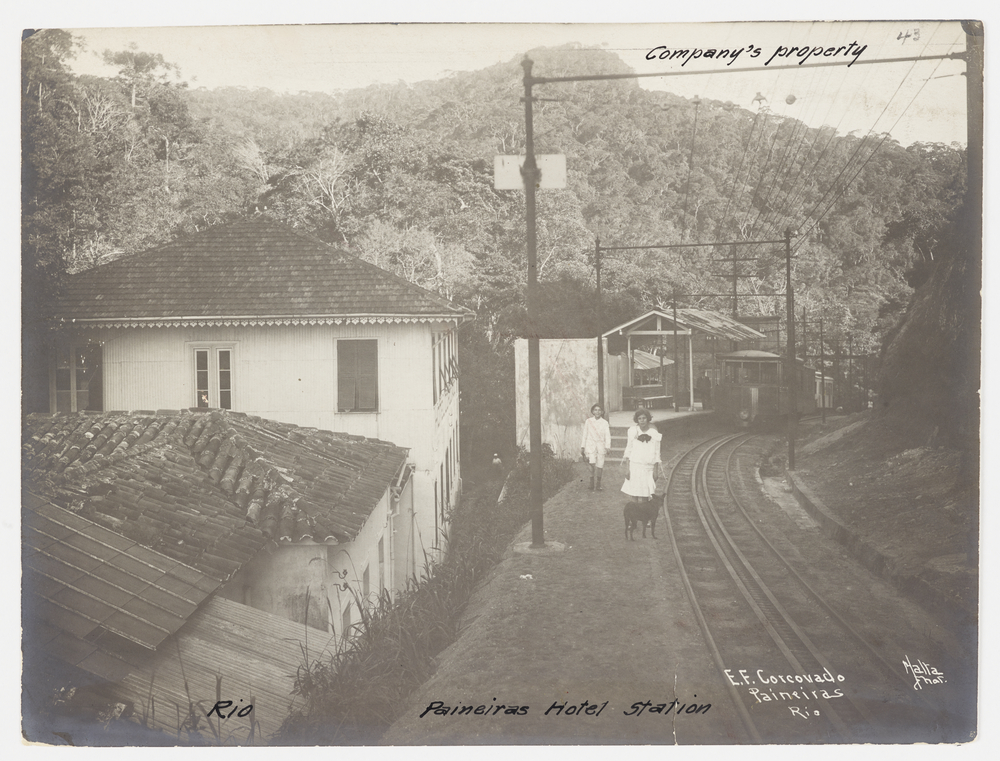 43
Company's property
E.F. Corcovado
Paineiras
Rio
Malta
Phot.
Rio
Paineiras Hotel Station